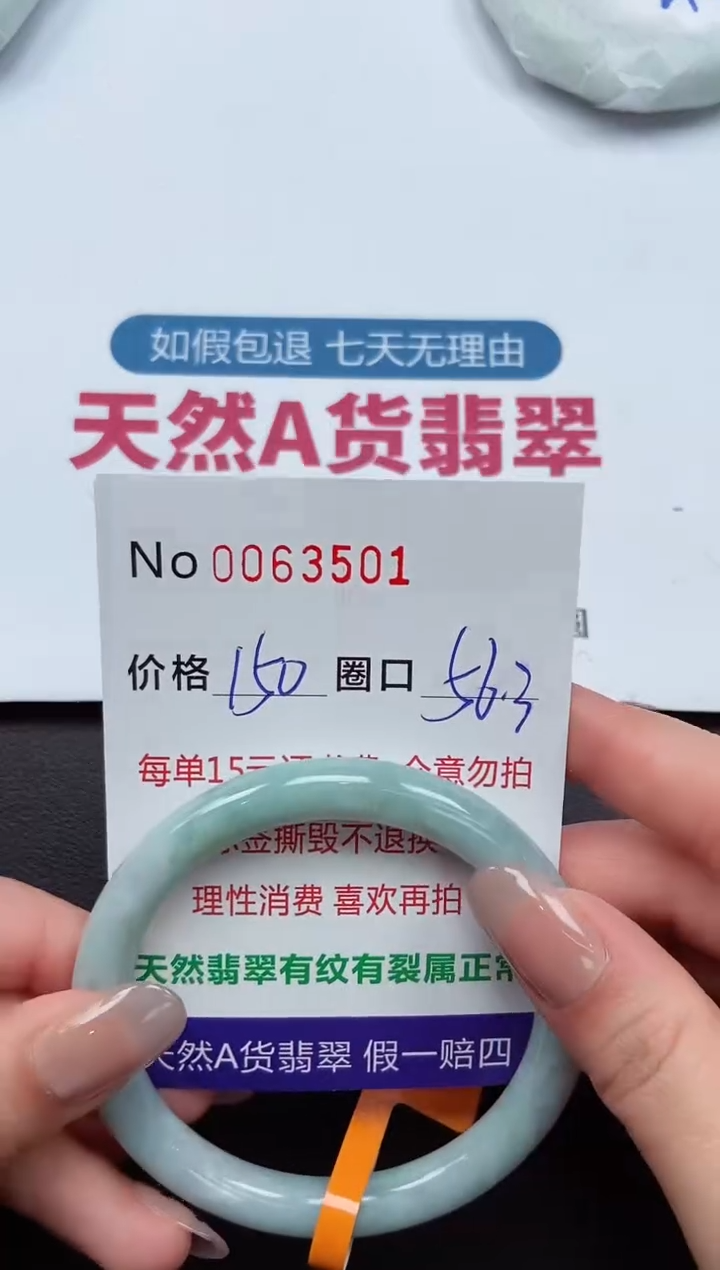 如假包退 七天无理由
天然A货翡翠
No 0063501
价格 150 圈口 56.3
每单15元 意勿拍
签撕毁不退换
理性消费 喜欢再拍
天然翡翠有纹有裂属正常
天然A货翡翠 假一赔四